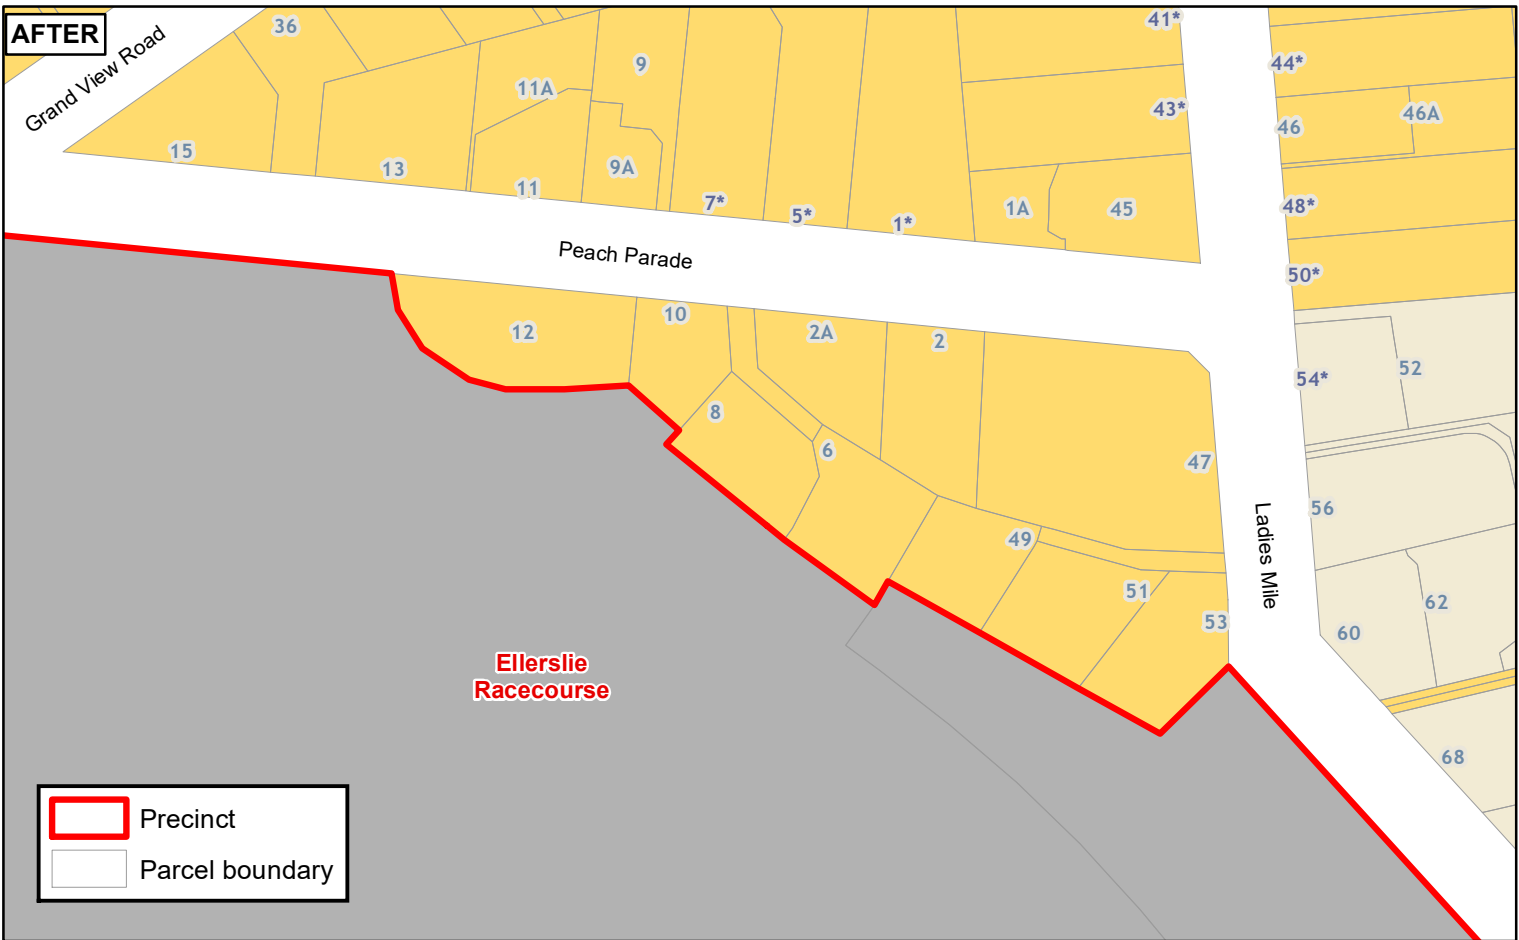 AFTER
Grand View Road
36
15
13
11A
11
9
9A
7*
5*
1*
1A
45
41*
43*
44*
46
46A
48*
50*
Peach Parade
12
10
2A
2
8
6
47
49
51
53
54*
52
56
60
62
68
Ladies Mile
Ellerslie
Racecourse
Precinct
Parcel boundary